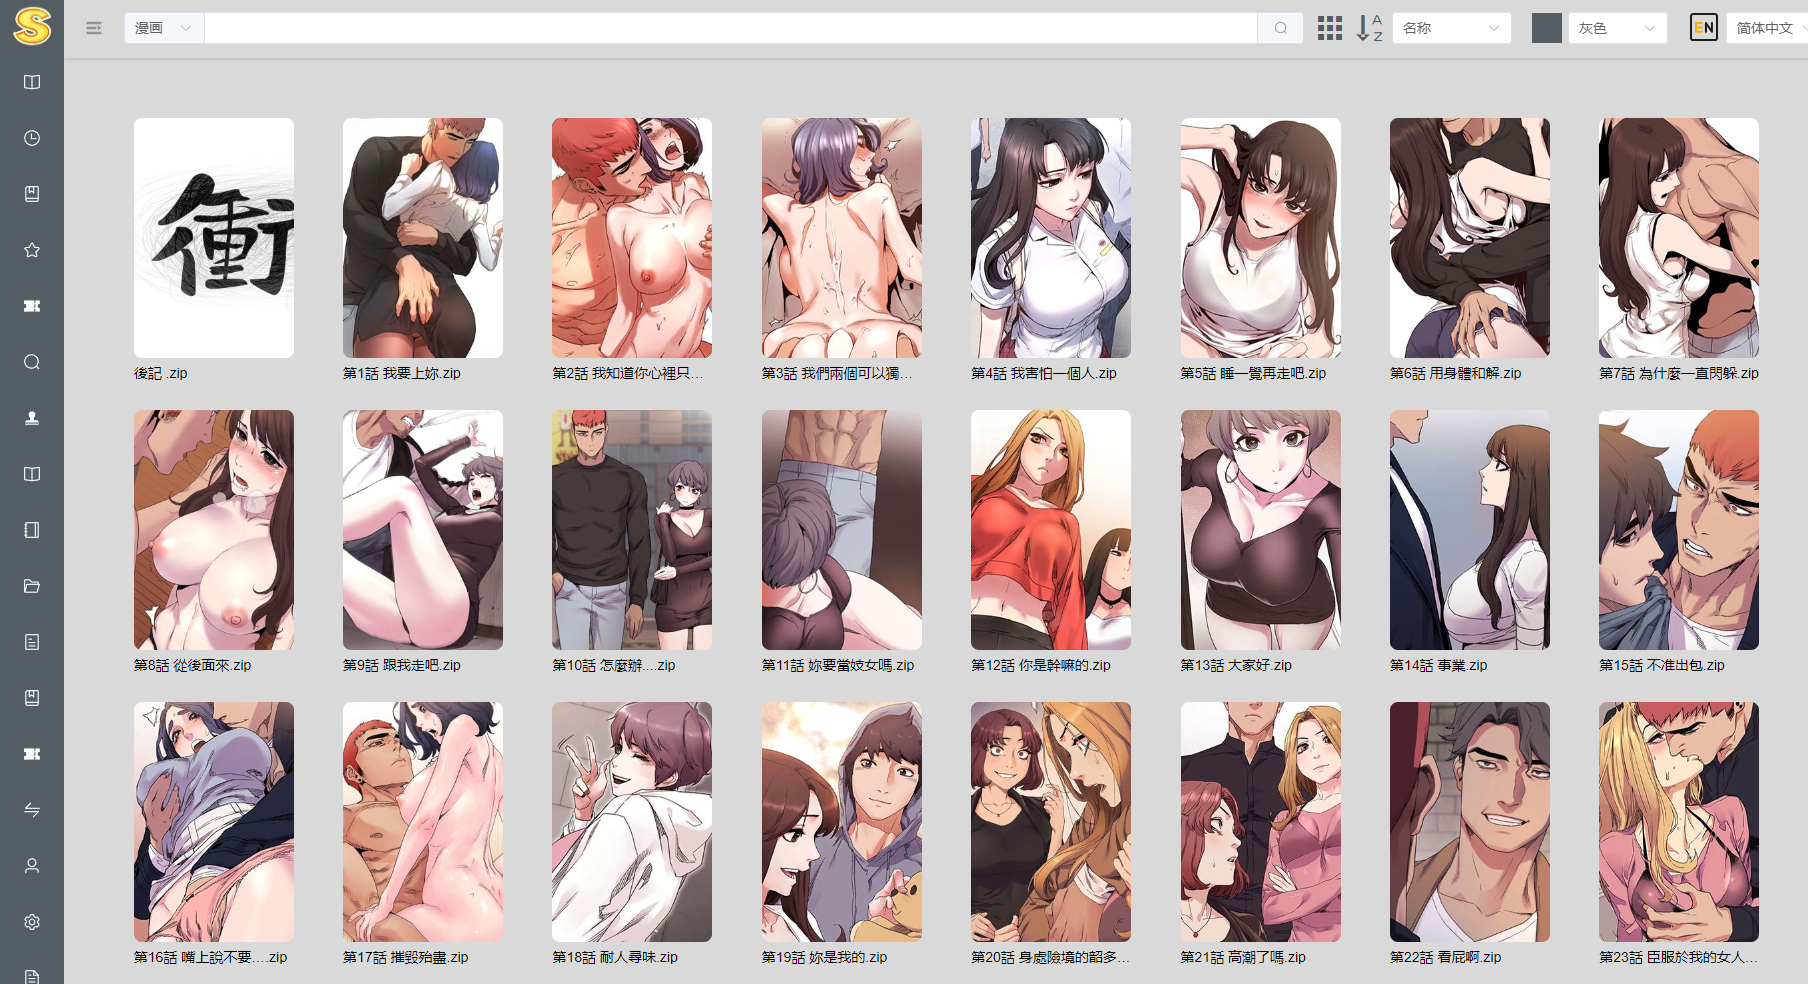 S
漫画
A
Z
名称
灰色
EN
简体中文
衝
後記 .zip
第1話 我要上妳.zip
第2話 我知道你心裡只…
第3話 我們兩個可以獨…
第4話 我害怕一個人.zip
第5話 睡一覺再走吧.zip
第6話 用身體和解.zip
第7話 為什麼一直閃躲.zip
第8話 從後面來.zip
第9話 跟我走吧.zip
第10話 怎麼辦....zip
第11話 妳要當妓女嗎.zip
第12話 你是幹嘛的.zip
第13話 大家好.zip
第14話 事業.zip
第15話 不准出包.zip
第16話 嘴上說不要….zip
第17話 摧毀殆盡.zip
第18話 耐人尋味.zip
第19話 妳是我的.zip
第20話 身處險境的韶多…
第21話 高潮了嗎.zip
第22話 看屁啊.zip
第23話 臣服於我的女人…